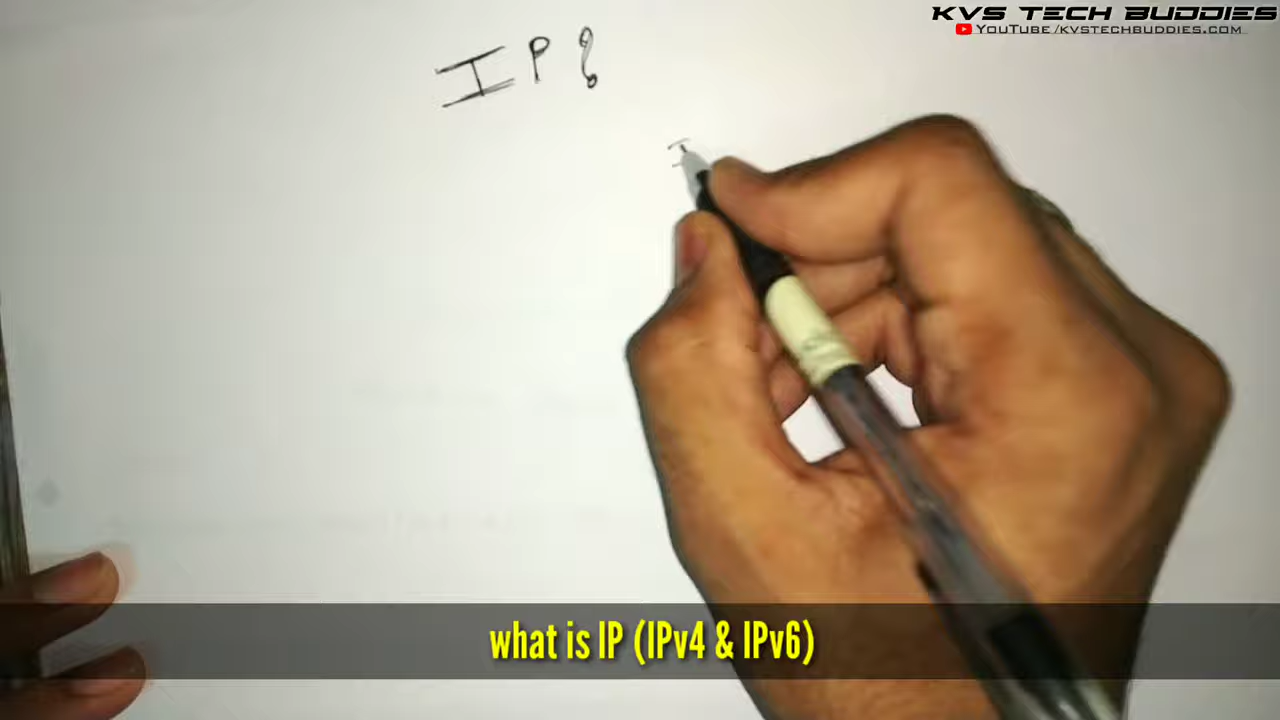 KVS TECH BUDDIES
YOUTUBE/KVSTECHBUDDIES.COM
IP?
I
what is IP (IPv4 & IPv6)